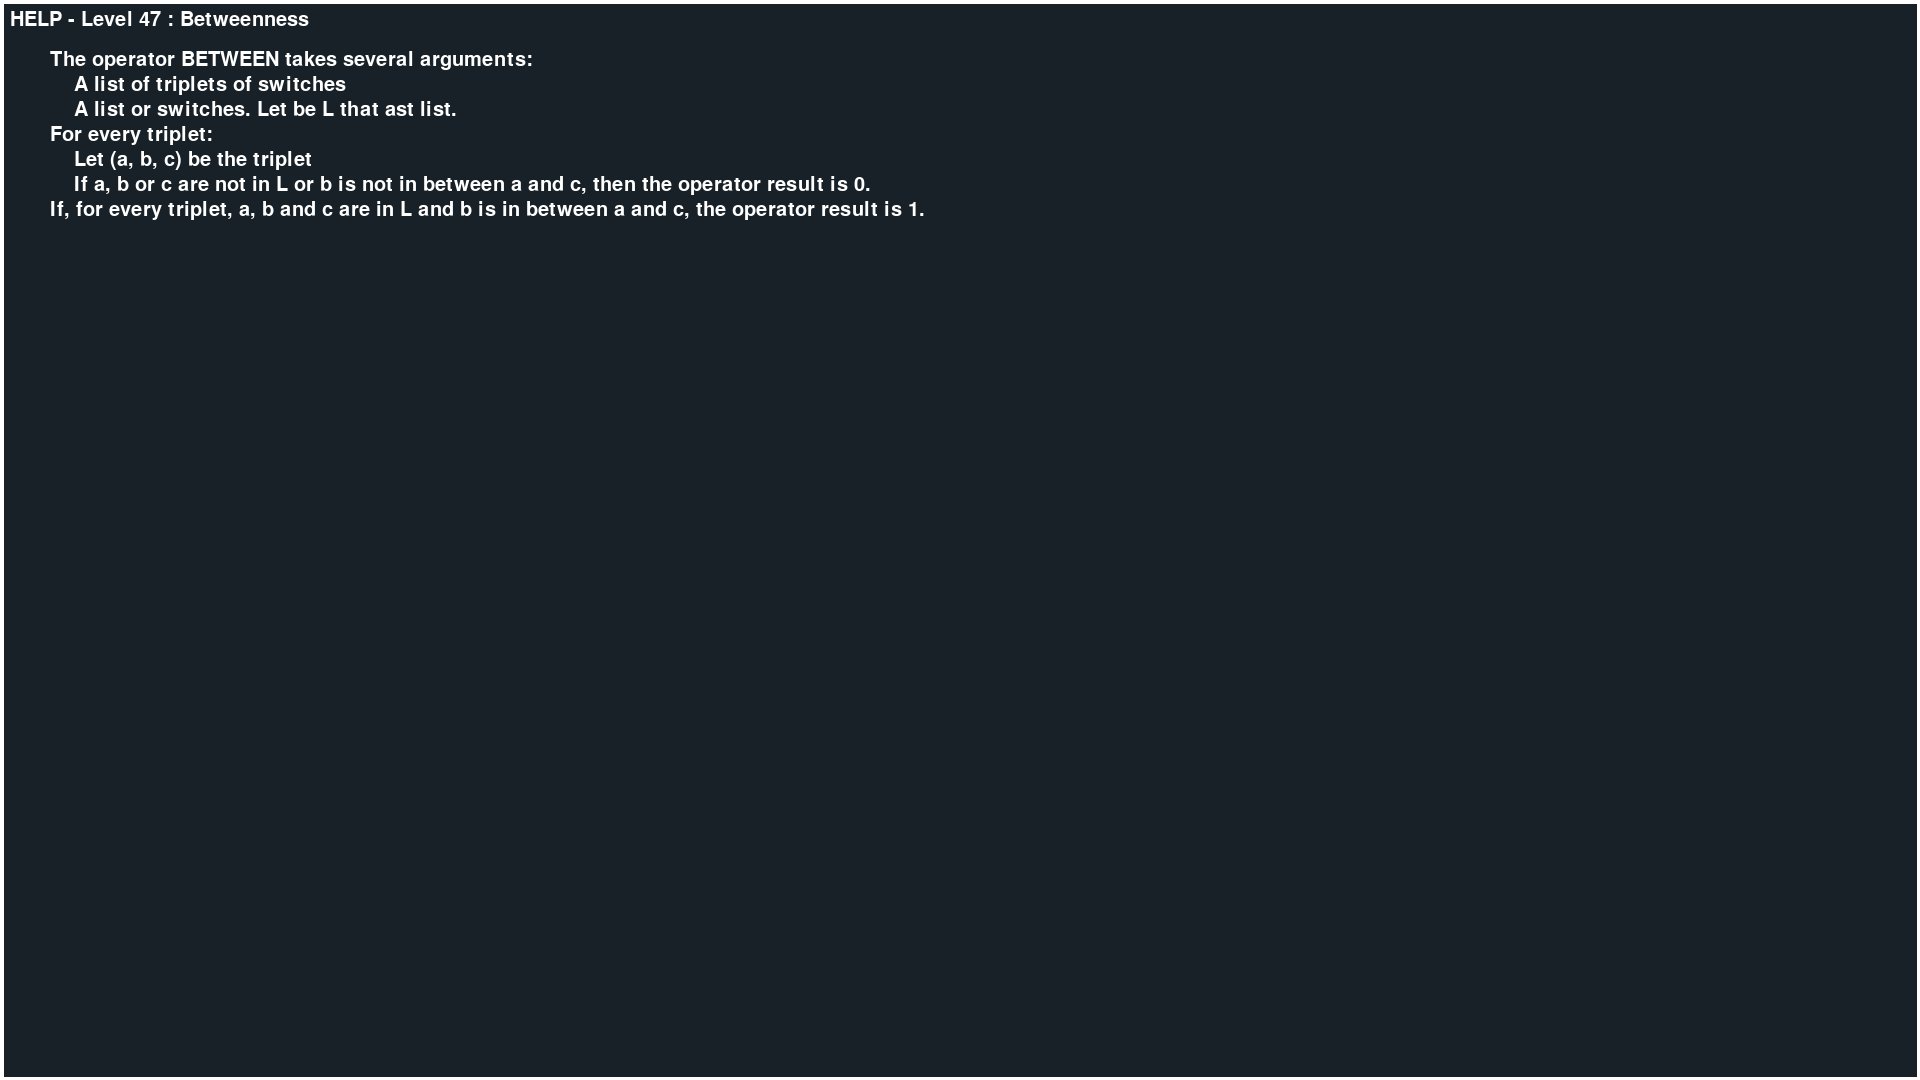 HELP - Level 47 : Betweenness
The operator BETWEEN takes several arguments:
A list of triplets of switches
A list or switches. Let be L that ast list.
For every triplet:
Let (a, b, c) be the triplet
If a, b or c are not in L or b is not in between a and c, then the operator result is 0.
If, for every triplet, a, b and c are in L and b is in between a and c, the operator result is 1.